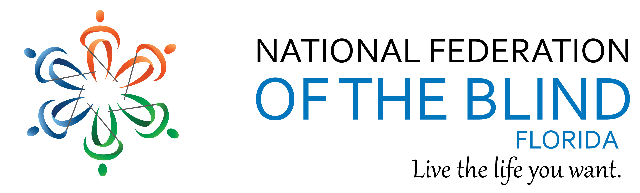 NATIONAL FEDERATION
OF THE BLIND
FLORIDA
Live the life you want.